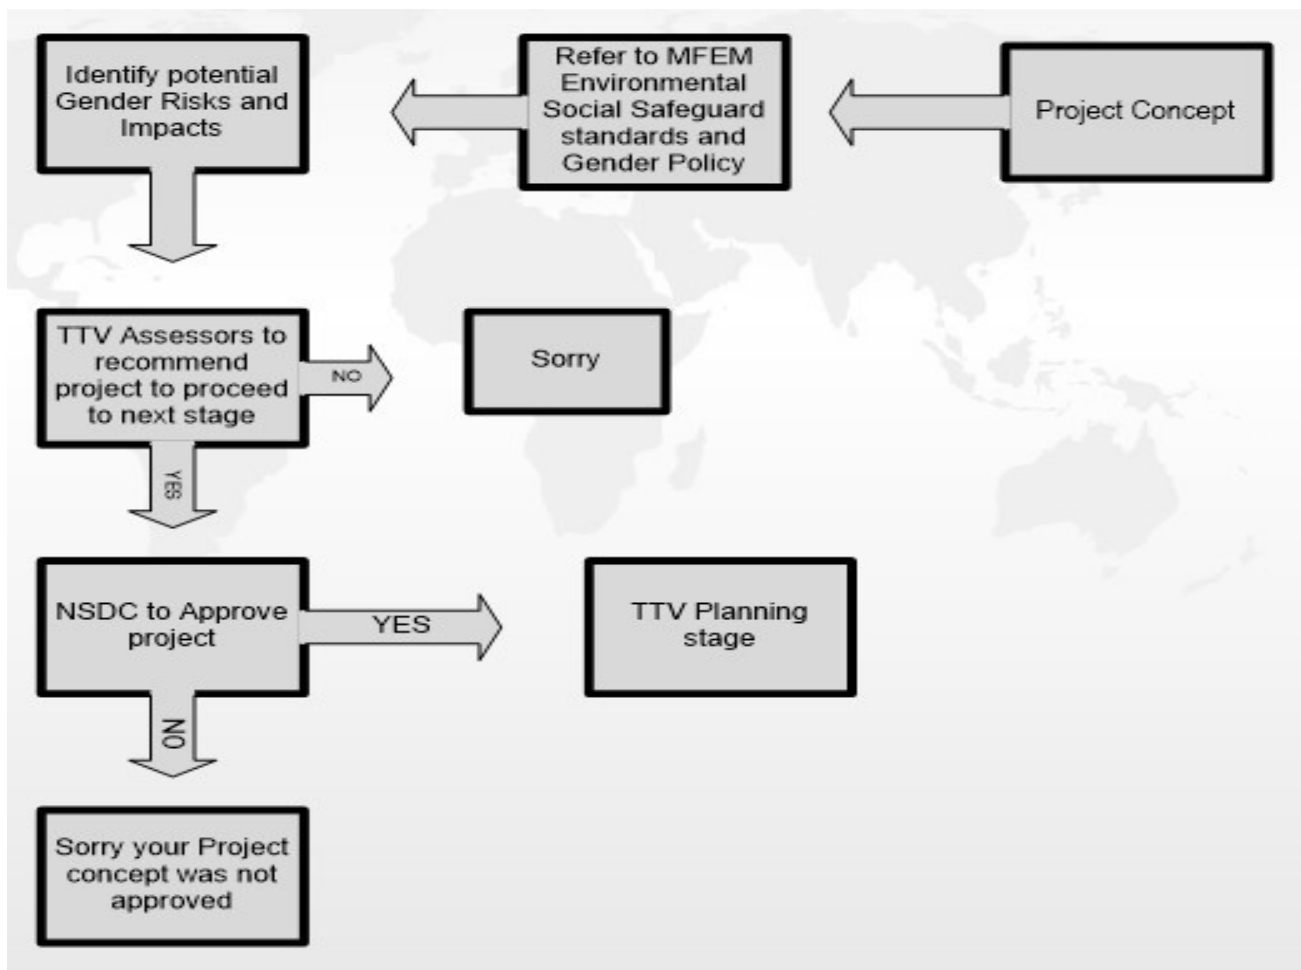 Identify potential
Gender Risks and
Impacts
Refer to MFEM
Environmental
Social Safeguard
standards and
Gender Policy
Project Concept
TTV Assessors to
recommend
project to proceed
to next stage
NO
Sorry
YES
NSDC to Approve
project
YES
TTV Planning
stage
NO
Sorry your Project
concept was not
approved